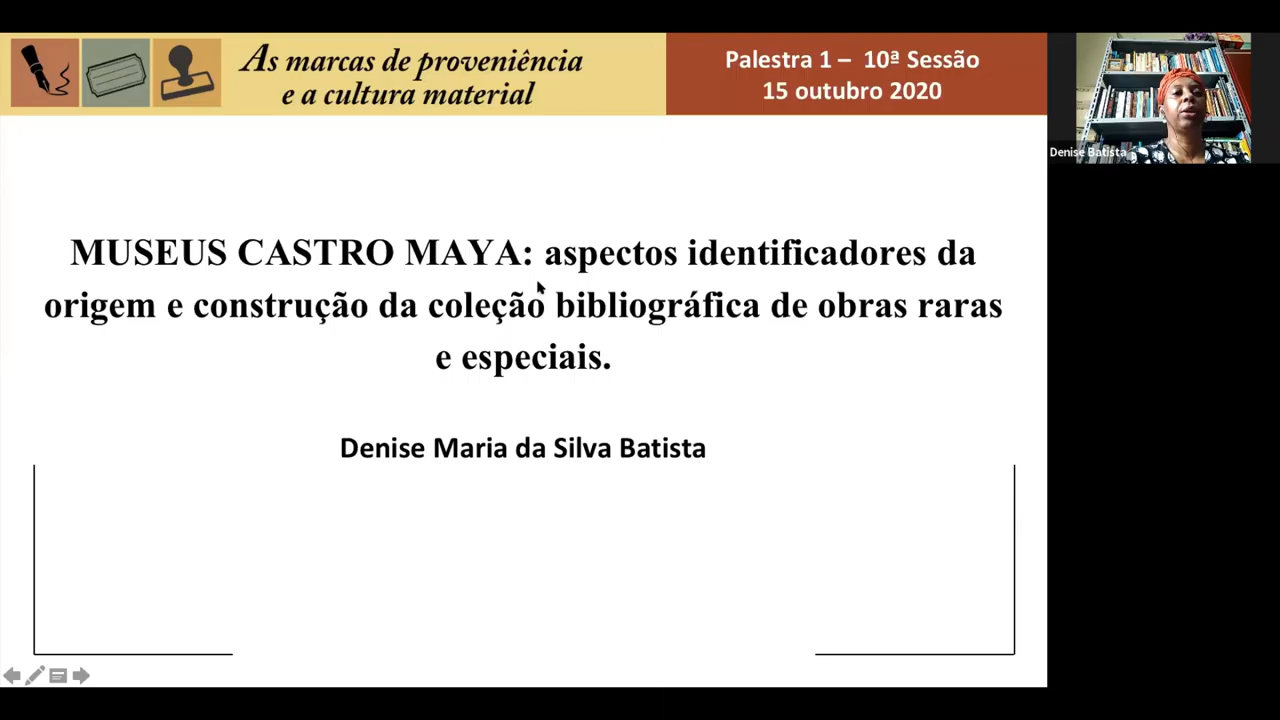 As marcas de proveniência
e a cultura material
Palestra 1 – 10ª Sessão
15 outubro 2020
Denise Batista
MUSEUS CASTRO MAYA: aspectos identificadores da
origem e construção da coleção bibliográfica de obras raras
e especiais.
Denise Maria da Silva Batista